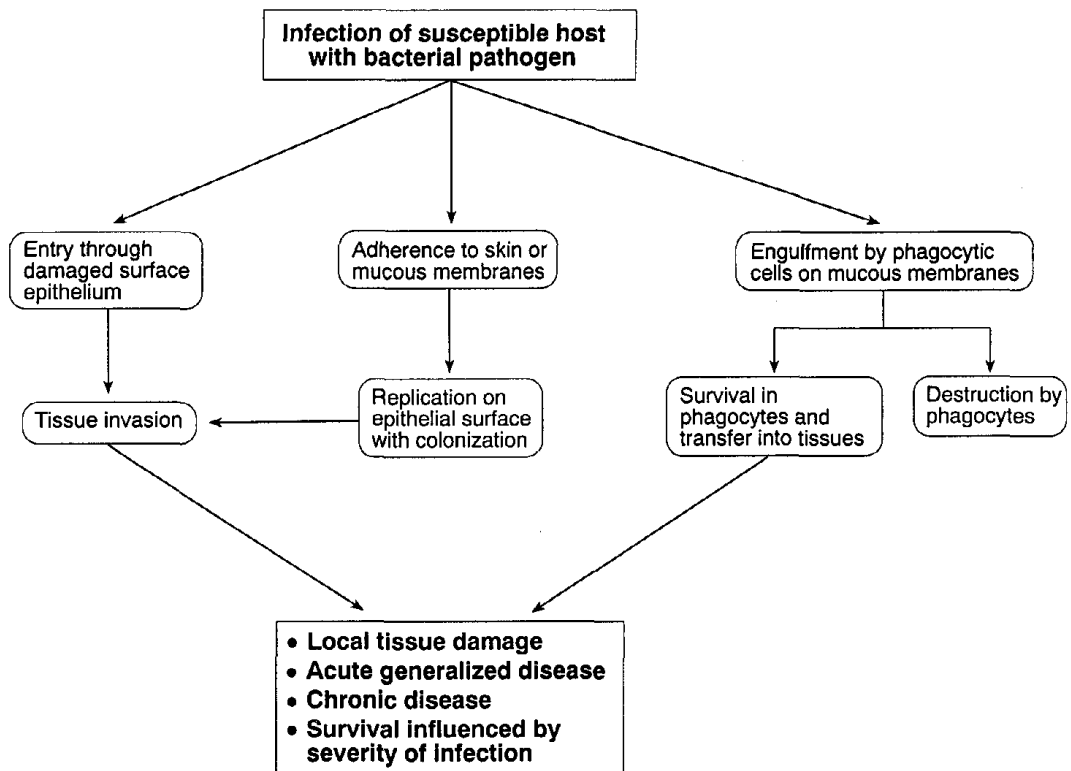 Infection of susceptible host
with bacterial pathogen
Entry through
damaged surface
epithelium
Adherence to skin or
mucous membranes
Engulfment by phagocytic
cells on mucous membranes
Tissue invasion
Replication on
epithelial surface
with colonization
Survival in
phagocytes and
transfer into tissues
Destruction by
phagocytes
• Local tissue damage
• Acute generalized disease
• Chronic disease
• Survival influenced by
severity of infection